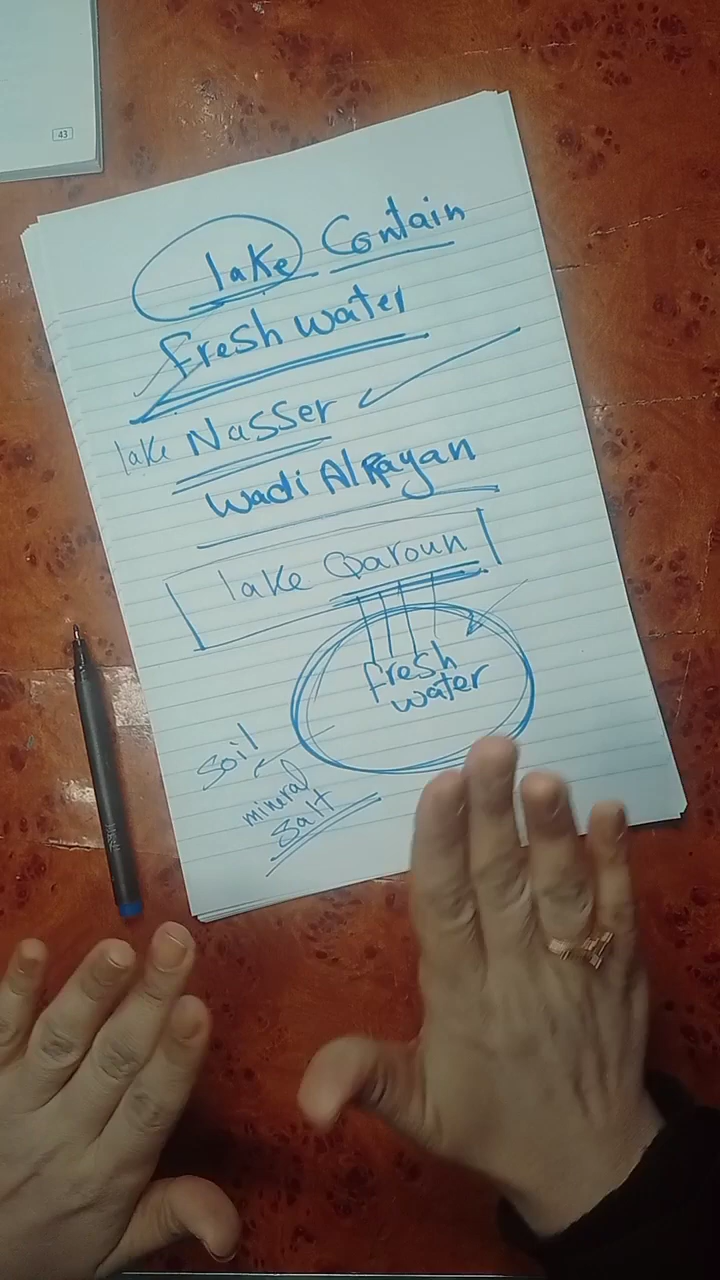 43
lake Contain
fresh water
lake Nasser
Wadi AlRayan
lake Qaroun
fresh
water
Soil
mineral
Salt